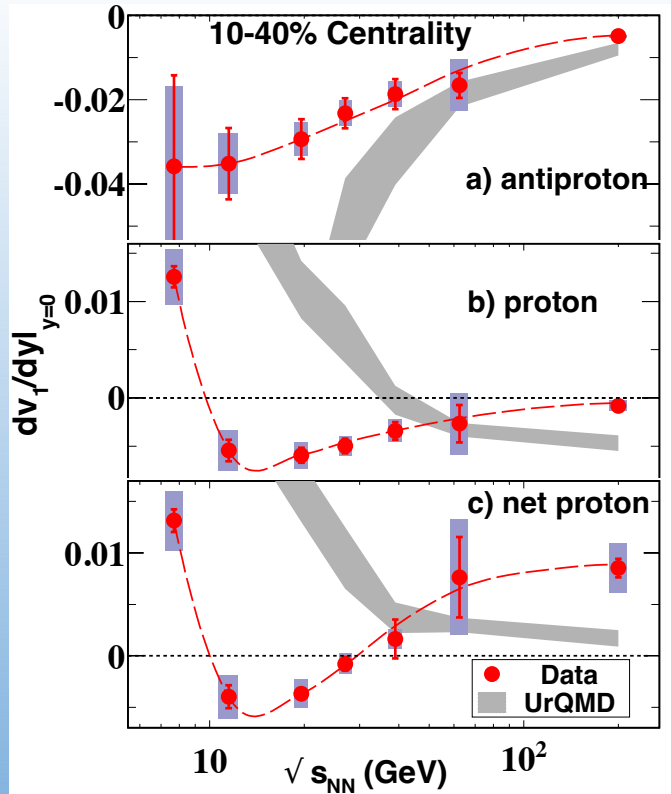 10-40% Centrality
0
-0.02
-0.04
a) antiproton
0.01
0
b) proton
dv₁/dy|y=0
c) net proton
0.01
0
Data
UrQMD
10
10²
√ sNN (GeV)